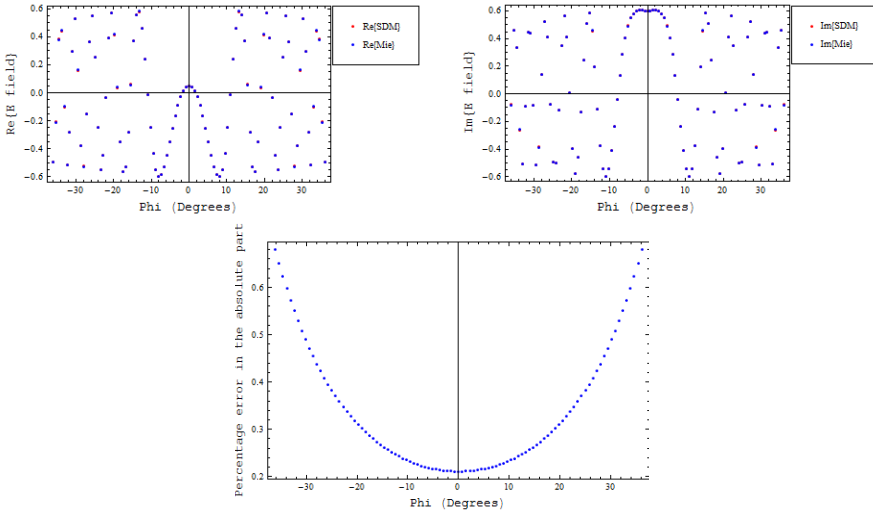 0.6
0.4
0.2
0.0
−0.2
−0.4
−0.6
Re{E field}
−30 −20 −10 0 10 20 30
Phi (Degrees)
Re{SDM}
Re{Mie}
0.6
0.4
0.2
0.0
−0.2
−0.4
−0.6
Im{E field}
−30 −20 −10 0 10 20 30
Phi (Degrees)
Im{SDM}
Im{Mie}
Percentage error in the absolute part
0.6
0.5
0.4
0.3
0.2
−30 −20 −10 0 10 20 30
Phi (Degrees)